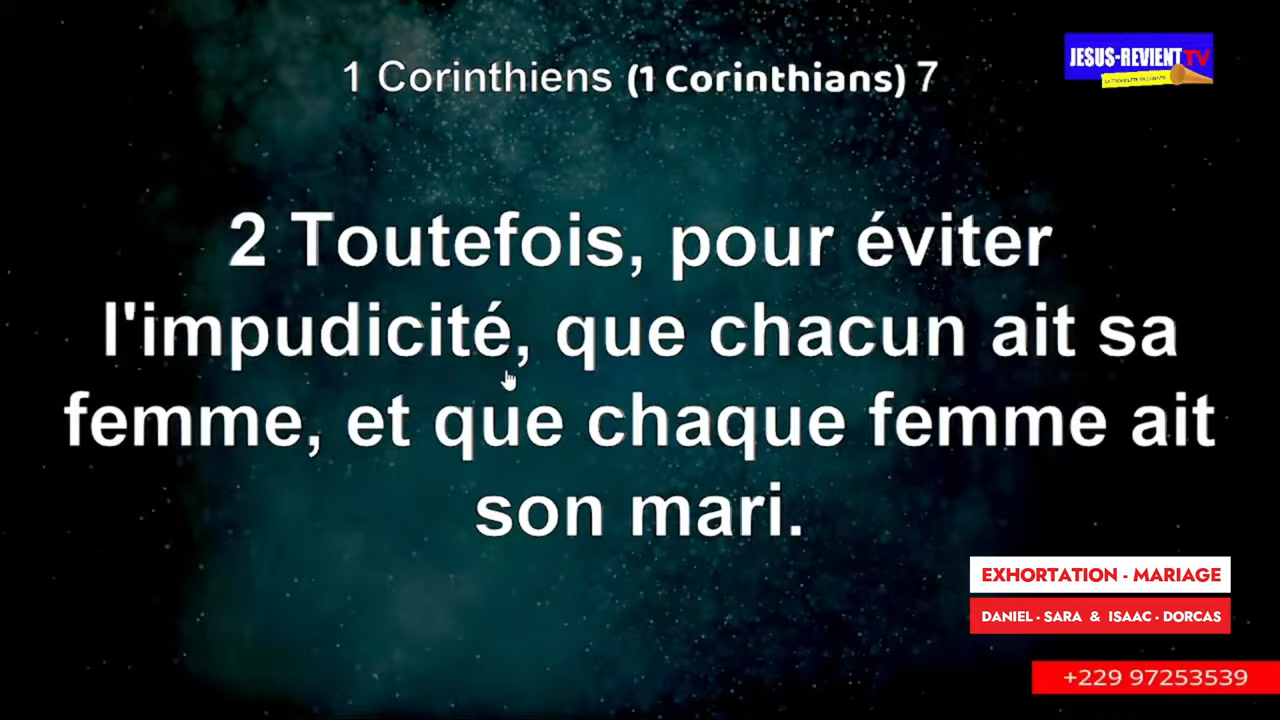 1 Corinthiens (1 Corinthians) 7
JESUS-REVIENT TV
2 Toutefois, pour éviter
l'impudicité, que chacun ait sa
femme, et que chaque femme ait
son mari.
EXHORTATION - MARIAGE
DANIEL - SARA & ISAAC - DORCAS
+229 97253539